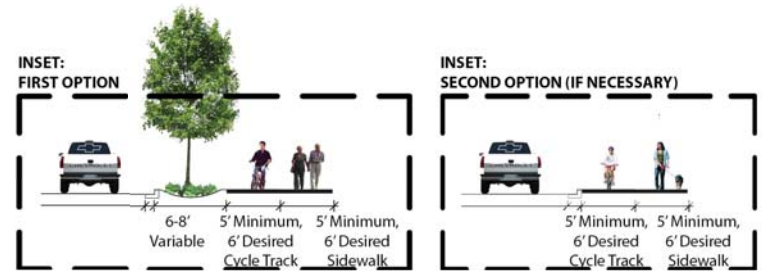 INSET:
FIRST OPTION
6-8’
Variable
5’ Minimum,
6’ Desired
Cycle Track
5’ Minimum,
6’ Desired
Sidewalk
INSET:
SECOND OPTION (IF NECESSARY)
5’ Minimum,
6’ Desired
Cycle Track
5’ Minimum,
6’ Desired
Sidewalk